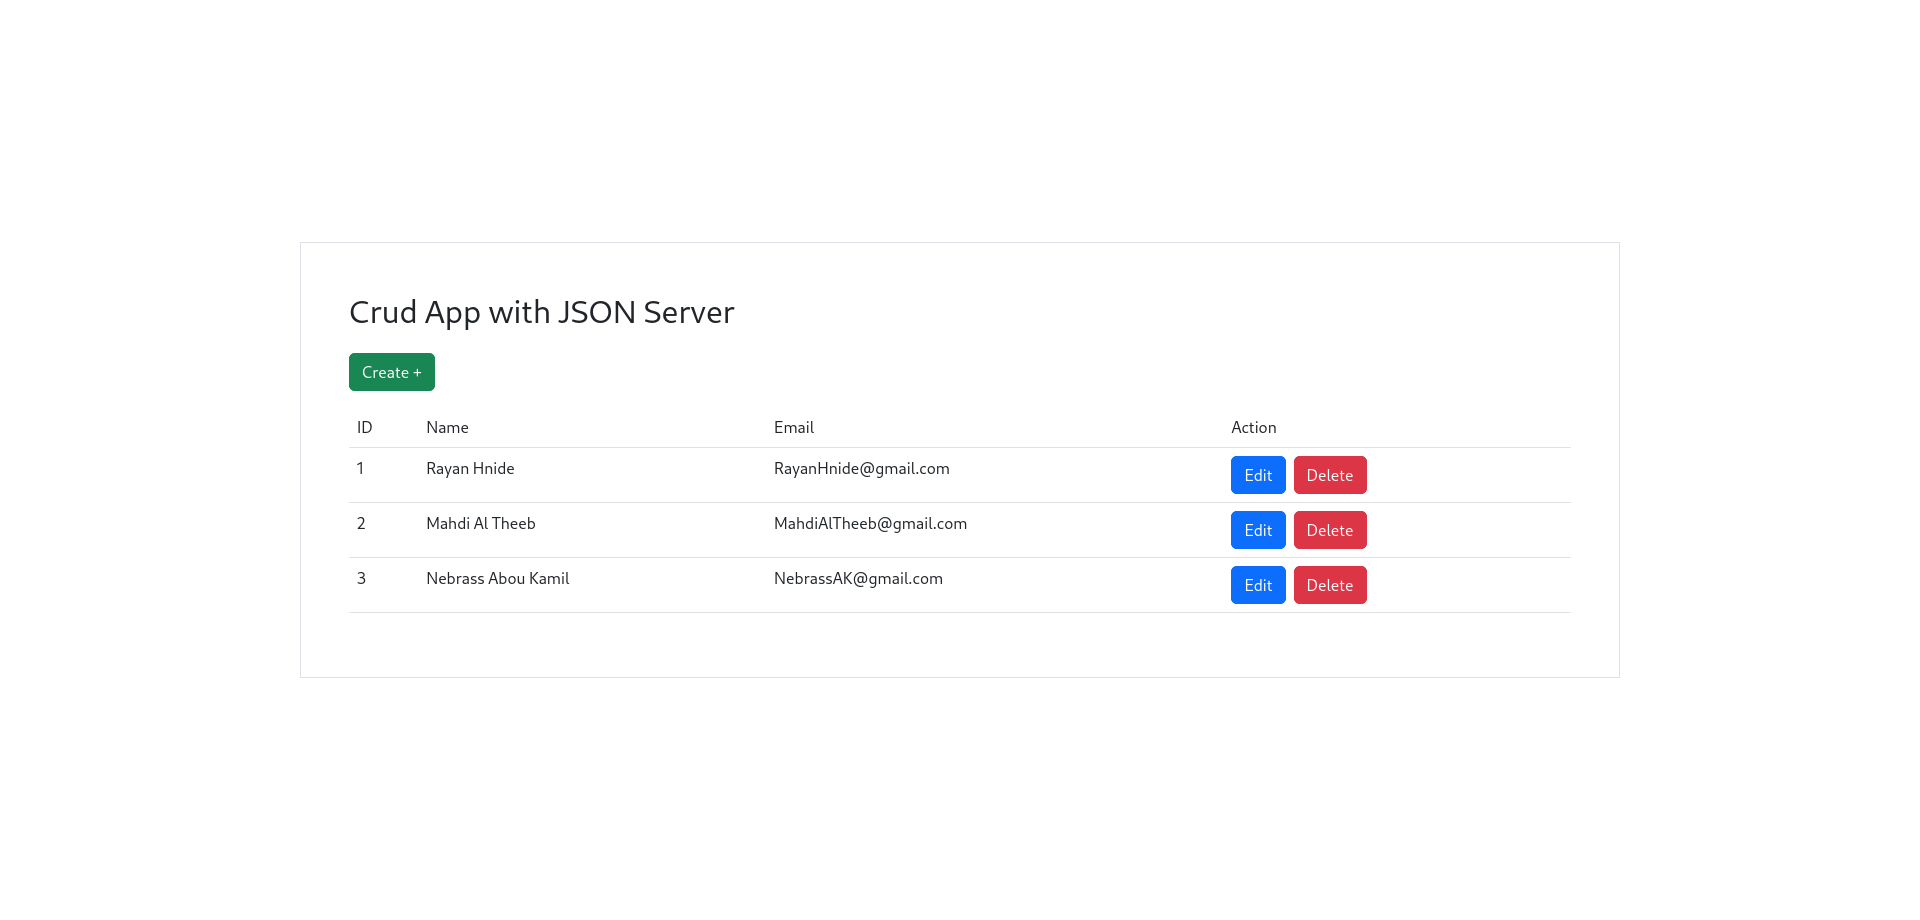 Crud App with JSON Server
Create +
ID Name Email Action
1 Rayan Hnide RayanHnide@gmail.com Edit Delete
2 Mahdi Al Theeb MahdiAlTheeb@gmail.com Edit Delete
3 Nebrass Abou Kamil NebrassAK@gmail.com Edit Delete